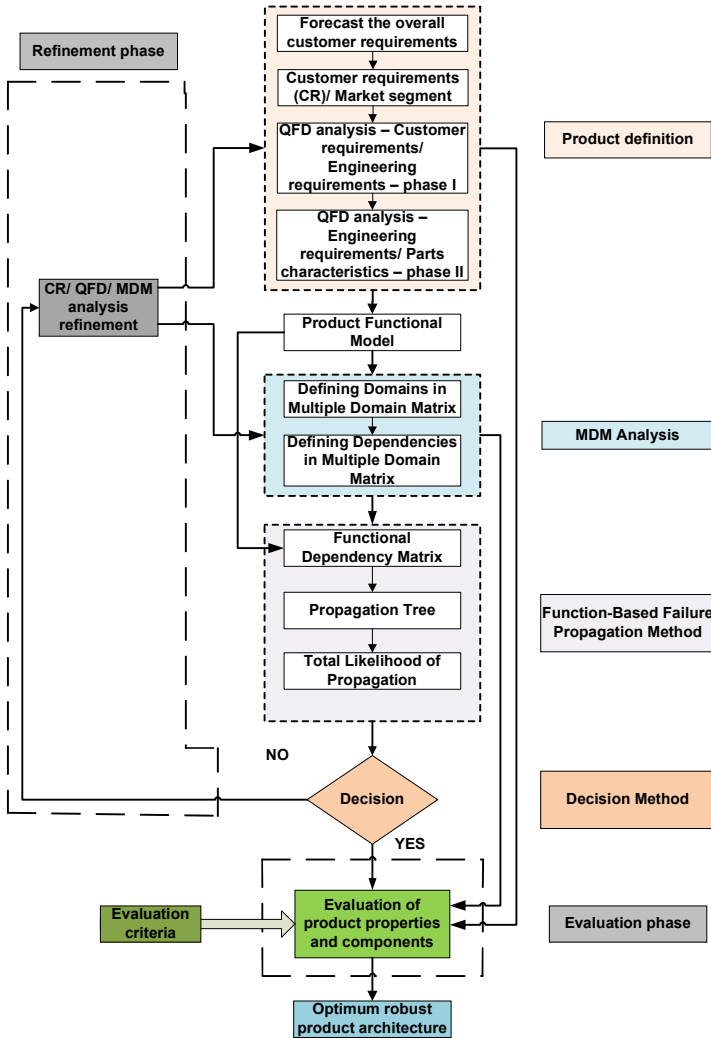 Forecast the overall
customer requirements
Refinement phase
Customer requirements
(CR)/ Market segment
QFD analysis – Customer
requirements/
Engineering
requirements – phase I
Product definition
QFD analysis –
Engineering
requirements/ Parts
characteristics – phase II
CR/ QFD/ MDM
analysis
refinement
Product Functional
Model
Defining Domains in
Multiple Domain Matrix
Defining Dependencies
in Multiple Domain
Matrix
MDM Analysis
Functional
Dependency Matrix
Propagation Tree
Function-Based Failure
Propagation Method
Total Likelihood of
Propagation
NO
Decision
Decision Method
YES
Evaluation of
product properties
and components
Evaluation
criteria
Evaluation phase
Optimum robust
product architecture